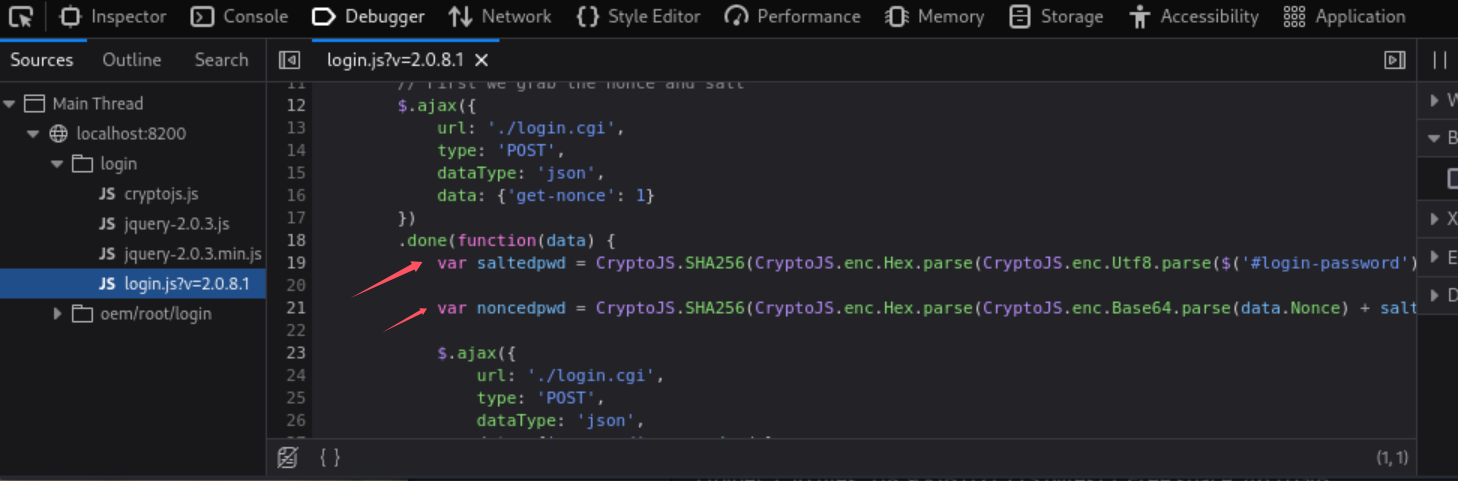 Inspector Console Debugger Network Style Editor Performance Memory Storage Accessibility Application
Sources Outline Search login.js?v=2.0.8.1
Main Thread
localhost:8200
login
JS cryptojs.js
JS jquery-2.0.3.js
JS jquery-2.0.3.min.js
JS login.js?v=2.0.8.1
oem/root/login
11 // First we grab the nonce and salt
12 $.ajax({
13 url: './login.cgi',
14 type: 'POST',
15 dataType: 'json',
16 data: {'get-nonce': 1}
17 })
18 .done(function(data) {
19 var saltedpwd = CryptoJS.SHA256(CryptoJS.enc.Hex.parse(CryptoJS.enc.Utf8.parse($('#login-password')
20
21 var noncedpwd = CryptoJS.SHA256(CryptoJS.enc.Hex.parse(CryptoJS.enc.Base64.parse(data.Nonce) + salt
22
23 $.ajax({
24 url: './login.cgi',
25 type: 'POST',
26 dataType: 'json',
{ } (1, 1)
W
B
X
E
D